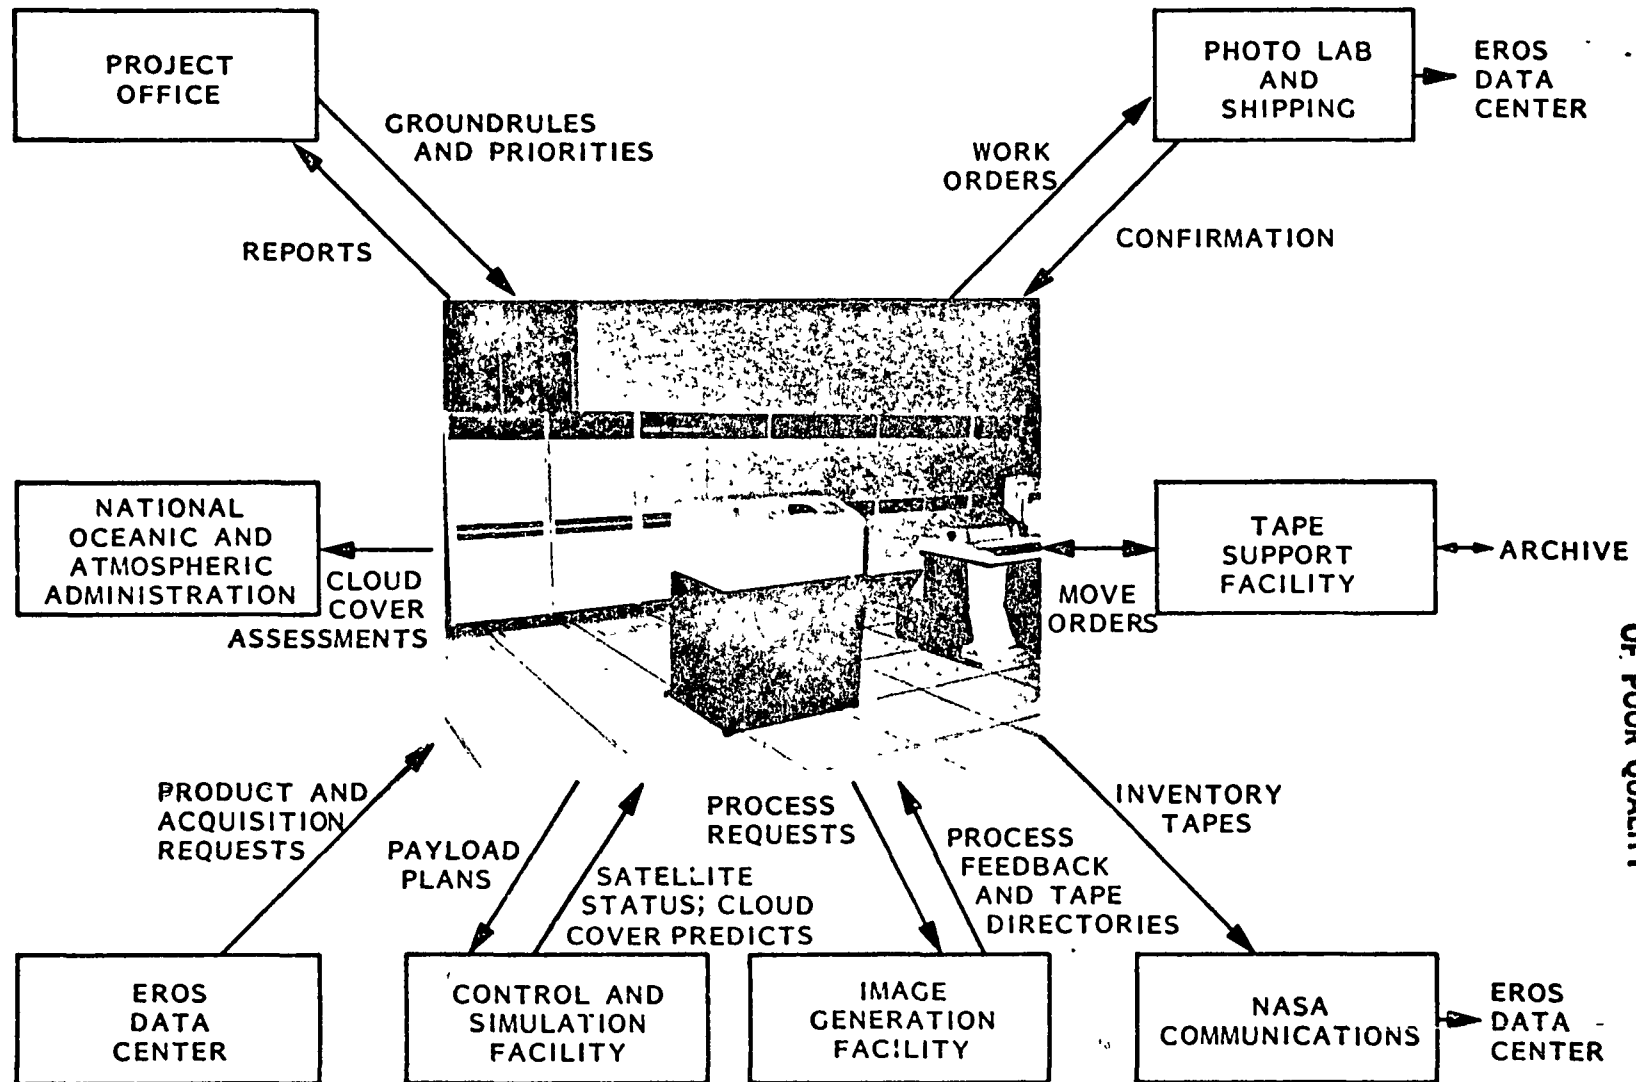 PROJECT
OFFICE
GROUNDRULES
AND PRIORITIES
REPORTS
PHOTO LAB
AND
SHIPPING
EROS
DATA
CENTER
WORK
ORDERS
CONFIRMATION
NATIONAL
OCEANIC AND
ATMOSPHERIC
ADMINISTRATION
CLOUD
COVER
ASSESSMENTS
TAPE
SUPPORT
FACILITY
ARCHIVE
MOVE
ORDERS
OF POOR QUALITY
PRODUCT AND
ACQUISITION
REQUESTS
PAYLOAD
PLANS
SATELLITE
STATUS; CLOUD
COVER PREDICTS
PROCESS
REQUESTS
PROCESS
FEEDBACK
AND TAPE
DIRECTORIES
INVENTORY
TAPES
EROS
DATA
CENTER
CONTROL AND
SIMULATION
FACILITY
IMAGE
GENERATION
FACILITY
NASA
COMMUNICATIONS
EROS
DATA
CENTER